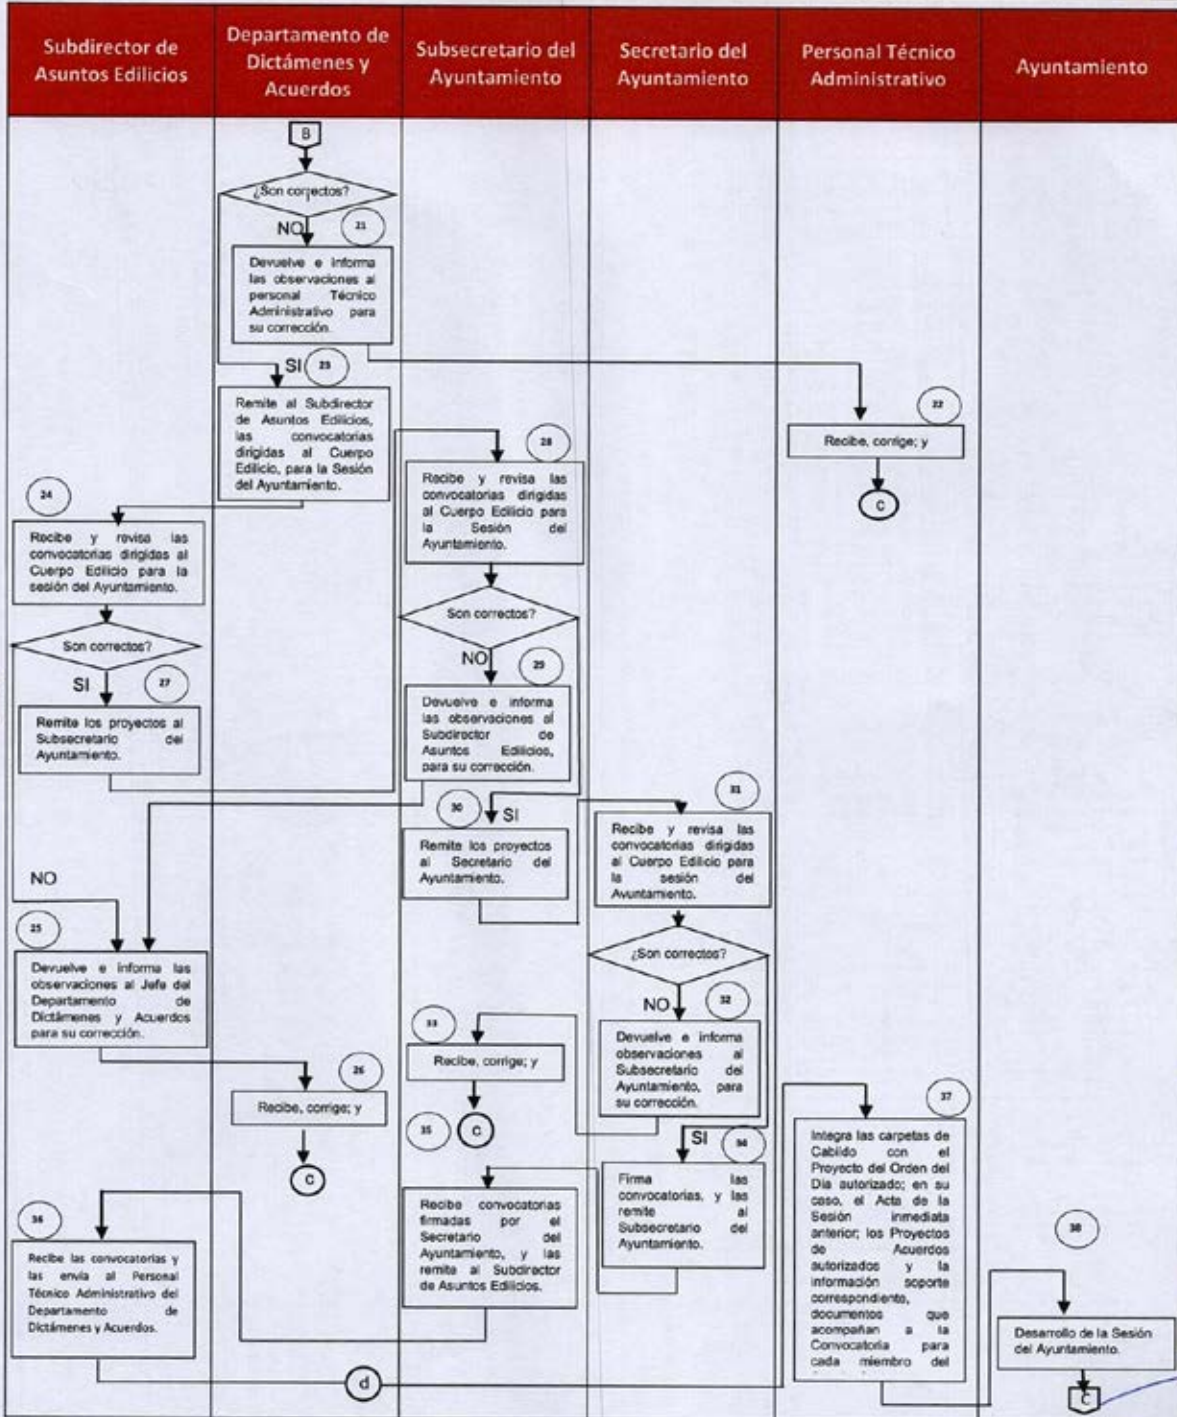 Subdirector de
Asuntos Edilicios
Departamento de
Dictámenes y
Acuerdos
Subsecretario del
Ayuntamiento
Secretario del
Ayuntamiento
Personal Técnico
Administrativo
Ayuntamiento
B
¿Son correctos?
NO
21
Devuelve e informa
las observaciones al
personal Técnico
Administrativo para
su corrección.
SI
23
Remite al Subdirector
de Asuntos Edilicios,
las convocatorias
dirigidas al Cuerpo
Edilicio, para la Sesión
del Ayuntamiento.
22
Recibe, corrige; y
C
28
Recibe y revisa las
convocatorias dirigidas
al Cuerpo Edilicio para
la Sesión del
Ayuntamiento.
24
Recibe y revisa las
convocatorias dirigidas al
Cuerpo Edilicio para la
sesión del Ayuntamiento.
Son correctos?
SI
27
Remite los proyectos al
Subsecretario del
Ayuntamiento.
Son correctos?
NO
29
Devuelve e informa
las observaciones al
Subdirector de
Asuntos Edilicios,
para su corrección.
30
SI
Remite los proyectos
al Secretario del
Ayuntamiento.
31
Recibe y revisa las
convocatorias dirigidas
al Cuerpo Edilicio para
la sesión del
Ayuntamiento.
NO
25
Devuelve e informa las
observaciones al Jefe del
Departamento de
Dictámenes y Acuerdos
para su corrección.
26
Recibe, corrige; y
C
¿Son correctos?
NO
32
Devuelve e informa
observaciones al
Subsecretario del
Ayuntamiento, para
su corrección.
33
Recibe, corrige; y
C
SI
34
Firma las
convocatorias, y las
remite al
Subsecretario del
Ayuntamiento.
35
Recibe convocatorias
firmadas por el
Secretario del
Ayuntamiento, y las
remite al Subdirector
de Asuntos Edilicios.
36
Recibe las convocatorias y
las envía al Personal
Técnico Administrativo del
Departamento de
Dictámenes y Acuerdos.
d
37
Integra las carpetas de
Cabildo con el
Proyecto del Orden del
Día autorizado; en su
caso, el Acta de la
Sesión inmediata
anterior; los Proyectos
de Acuerdos
autorizados y la
información soporte
correspondiente,
documentos que
acompañan a la
Convocatoria para
cada miembro del
38
Desarrollo de la Sesión
del Ayuntamiento.
C